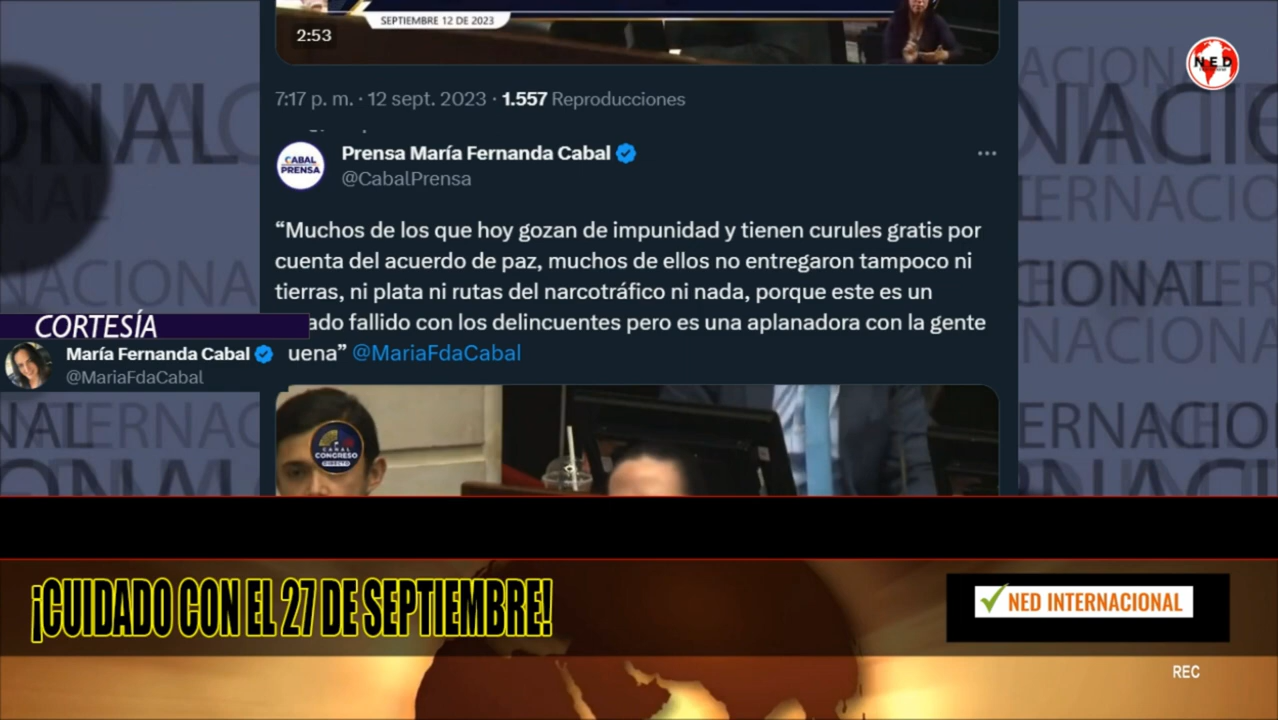 SEPTIEMBRE 12 DE 2023
2:53
NED
7:17 p. m. · 12 sept. 2023 · 1.557 Reproducciones
CABAL
PRENSA
Prensa María Fernanda Cabal
@CabalPrensa
“Muchos de los que hoy gozan de impunidad y tienen curules gratis por
cuenta del acuerdo de paz, muchos de ellos no entregaron tampoco ni
tierras, ni plata ni rutas del narcotráfico ni nada, porque este es un
ado fallido con los delincuentes pero es una aplanadora con la gente
uena” @MariaFdaCabal
CORTESÍA
María Fernanda Cabal
@MariaFdaCabal
CANAL
CONGRESO
DIRECTO
¡CUIDADO CON EL 27 DE SEPTIEMBRE!
NED INTERNACIONAL
REC